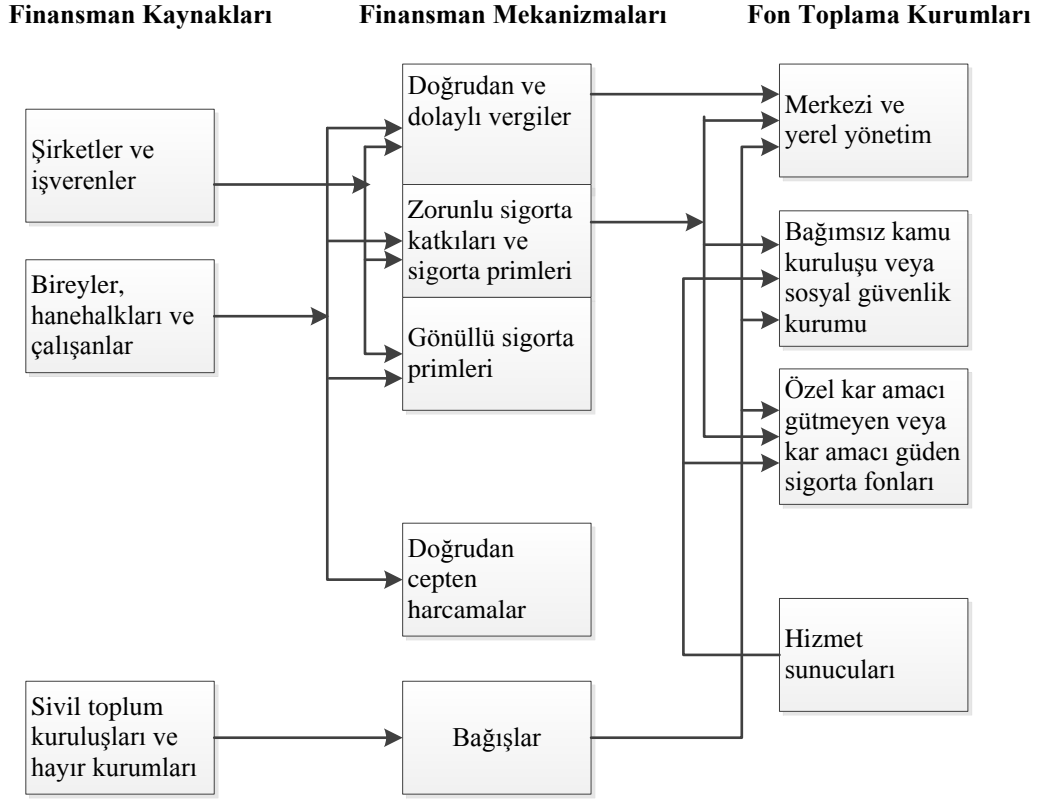 Finansman Kaynakları
Finansman Mekanizmaları
Fon Toplama Kurumları
Şirketler ve
işverenler
Bireyler,
hanehalkları ve
çalışanlar
Sivil toplum
kuruluşları ve
hayır kurumları
Doğrudan ve
dolaylı vergiler
Zorunlu sigorta
katkıları ve
sigorta primleri
Gönüllü sigorta
primleri
Doğrudan
cepten
harcamalar
Bağışlar
Merkezi ve
yerel yönetim
Bağımsız kamu
kuruluşu veya
sosyal güvenlik
kurumu
Özel kar amacı
gütmeyen veya
kar amacı güden
sigorta fonları
Hizmet
sunucuları